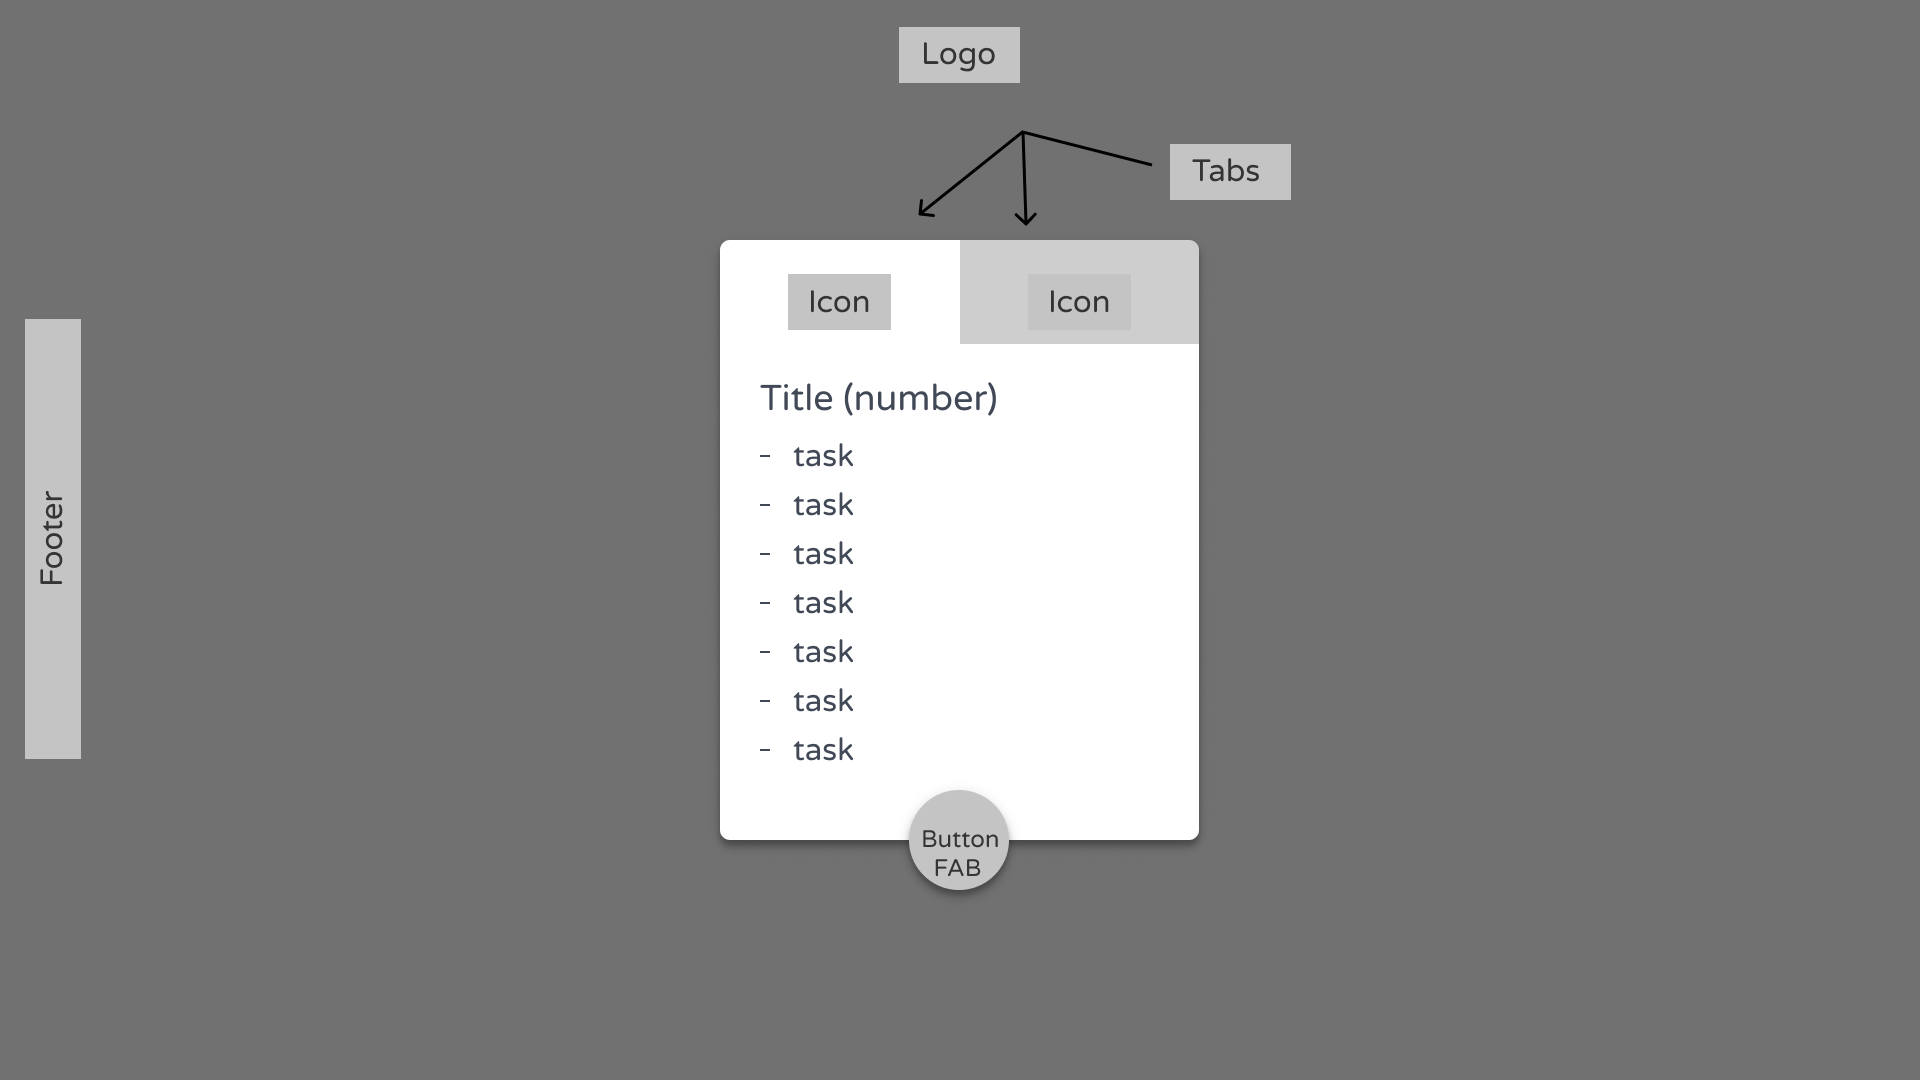 Logo
Tabs
Icon
Icon
Title (number)
- task
- task
- task
- task
- task
- task
- task
Button
FAB
Footer